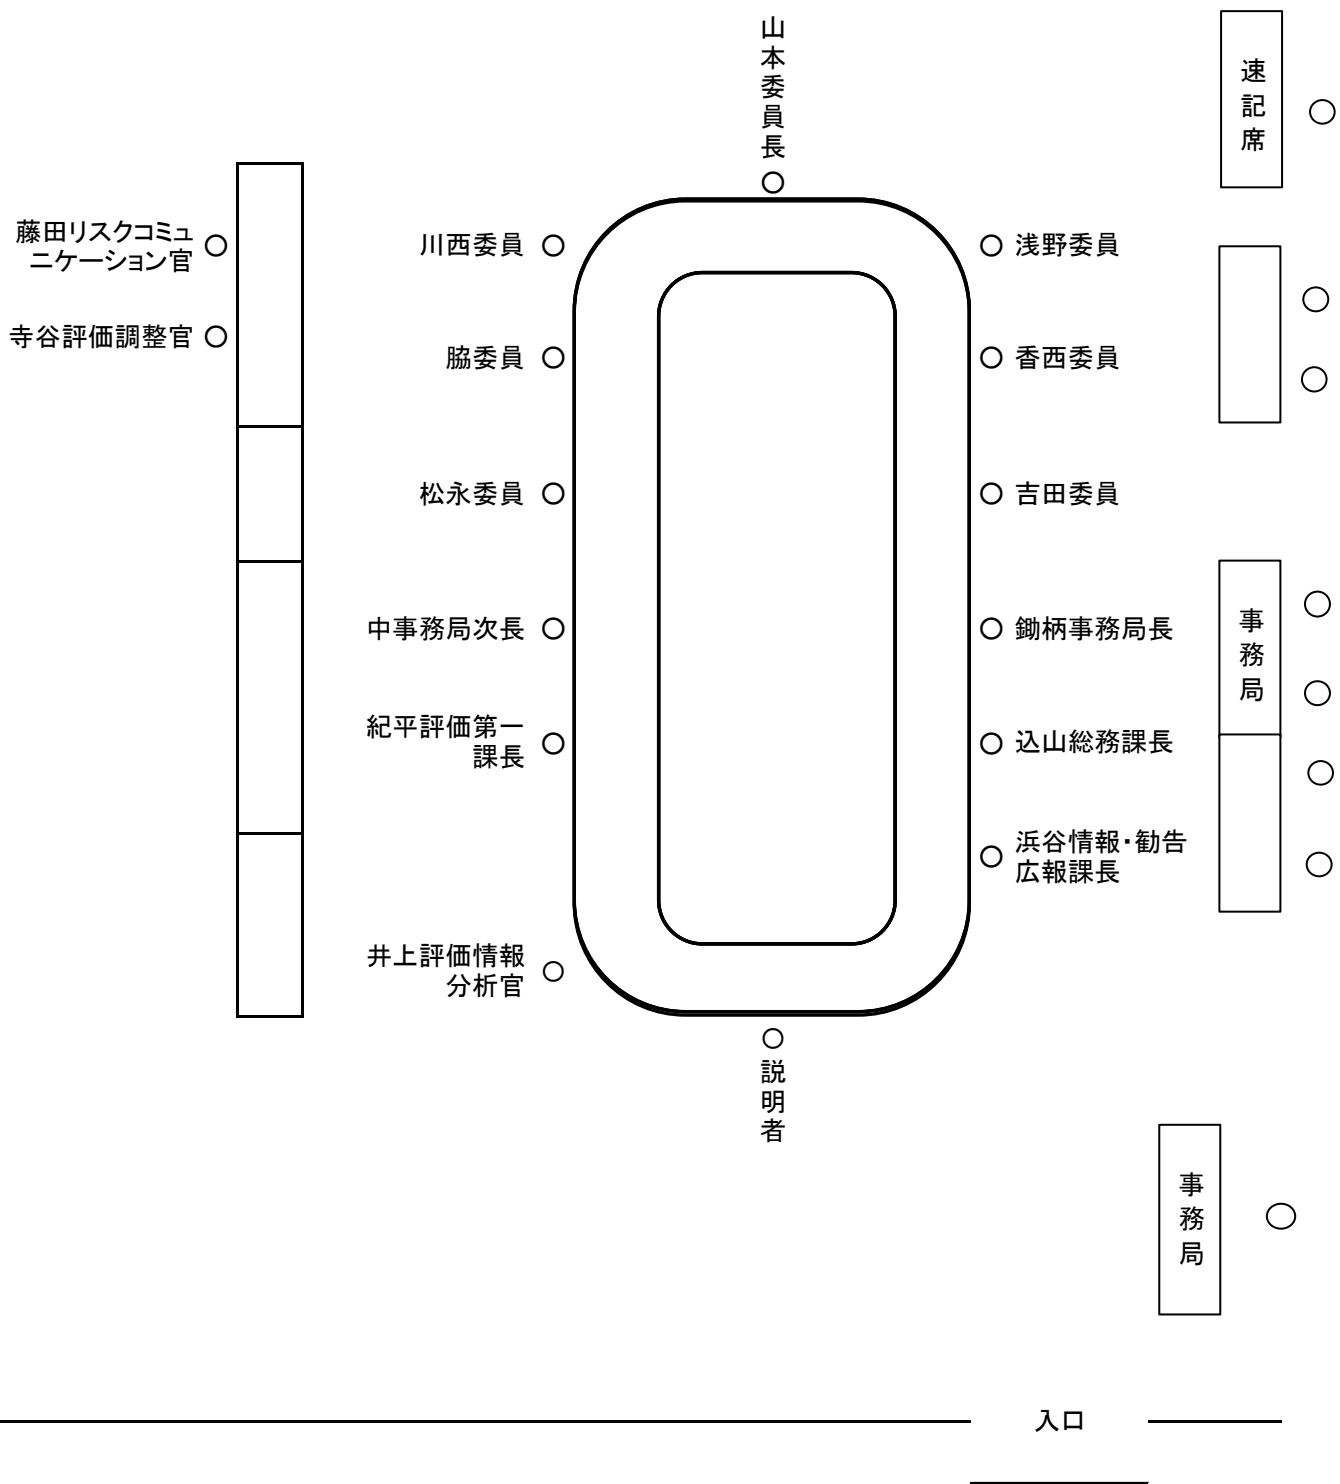 山本委員長
速記席
藤田リスクコミュ
ニケーション官
川西委員
浅野委員
寺谷評価調整官
脇委員
香西委員
松永委員
吉田委員
中事務局次長
鋤柄事務局長
事務局
紀平評価第一
課長
込山総務課長
浜谷情報・勧告
広報課長
井上評価情報
分析官
説明者
事務局
入口